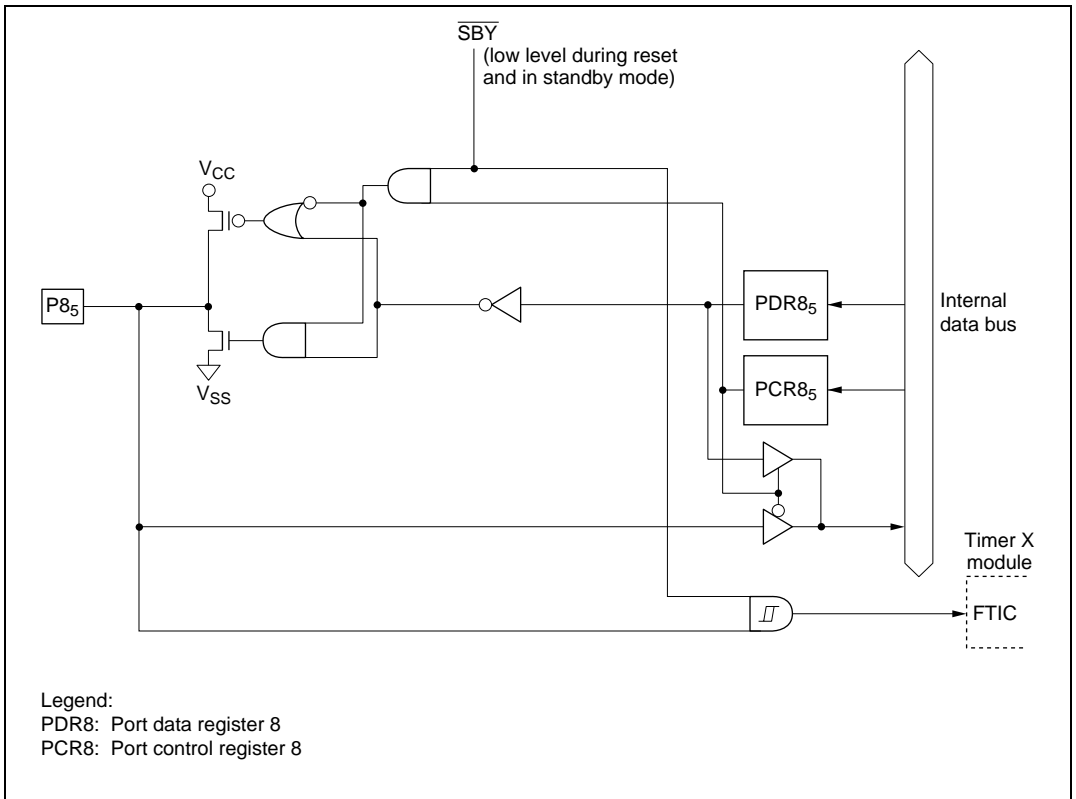 SBY
(low level during reset
and in standby mode)
VCC
P85
VSS
PDR85
PCR85
Internal
data bus
Timer X
module
FTIC
Legend:
PDR8: Port data register 8
PCR8: Port control register 8